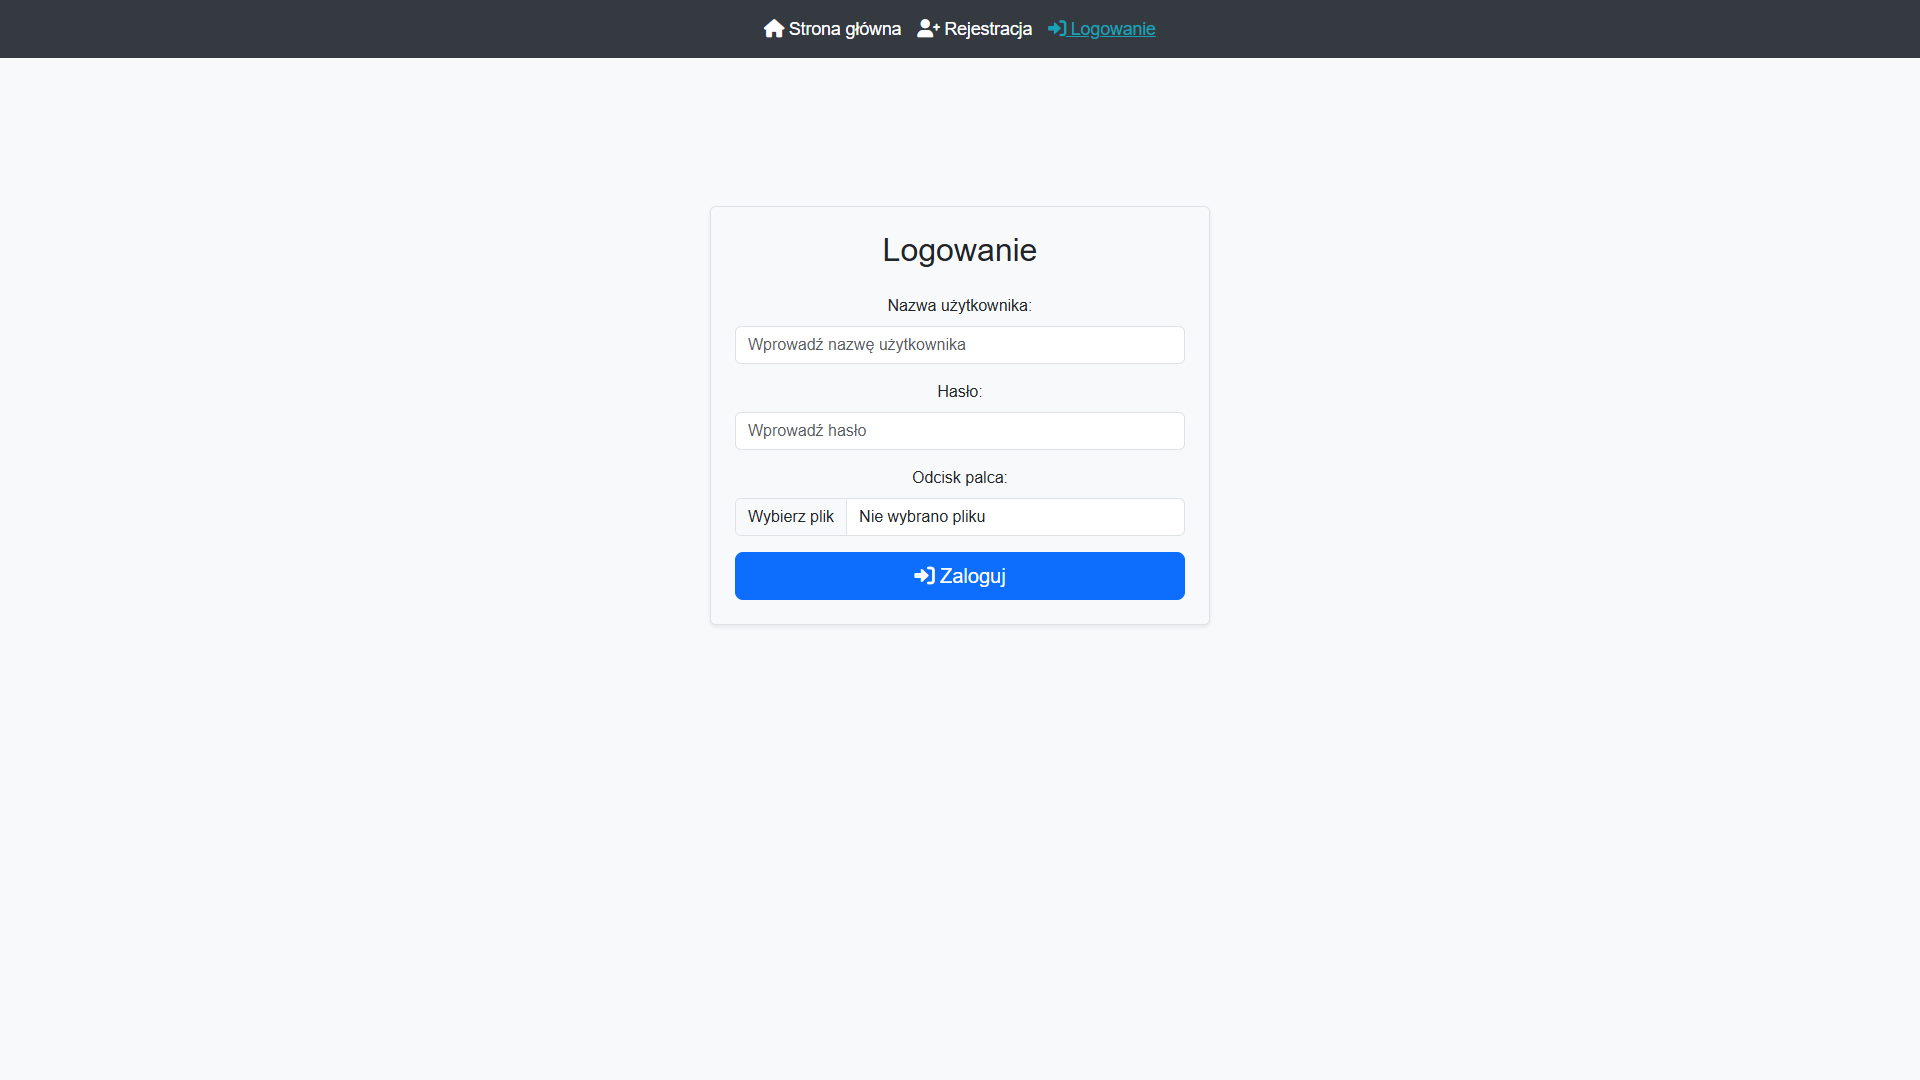 Strona główna Rejestracja Logowanie
Logowanie
Nazwa użytkownika:
Wprowadź nazwę użytkownika
Hasło:
Wprowadź hasło
Odcisk palca:
Wybierz plik Nie wybrano pliku
Zaloguj